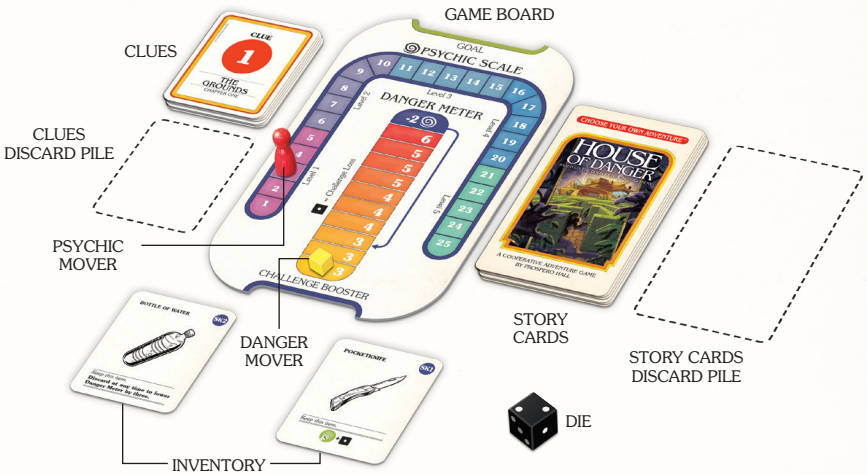 GAME BOARD
CLUES
CLUE
1
THE
GROUNDS
CHAPTER ONE
CLUES
DISCARD PILE
GOAL
PSYCHIC SCALE
1
2
4
5
6
7
8
9
10
11
12
13
14
15
16
17
18
19
20
21
22
23
24
25
Level 1
Level 2
Level 3
Level 4
Level 5
DANGER METER
-2
6
5
5
5
4
4
4
3
3
3
= Challenge Loss
CHALLENGE BOOSTER
PSYCHIC
MOVER
DANGER
MOVER
CHOOSE YOUR OWN ADVENTURE
HOUSE
OF DANGER
A COOPERATIVE ADVENTURE GAME
BY PROSPERO HALL
STORY
CARDS
STORY CARDS
DISCARD PILE
BOTTLE OF WATER
SK2
Keep this item.
Discard at any time to lower
Danger Meter by three.
POCKETKNIFE
SK1
Keep this item.
INVENTORY
DIE